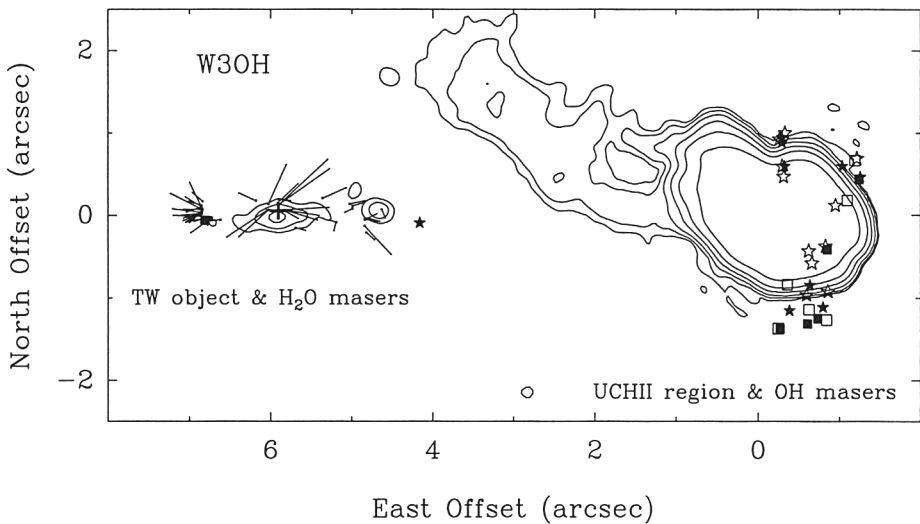 W3OH
2
0
−2
North Offset (arcsec)
TW object & H₂O masers
UCHII region & OH masers
6
4
2
0
East Offset (arcsec)